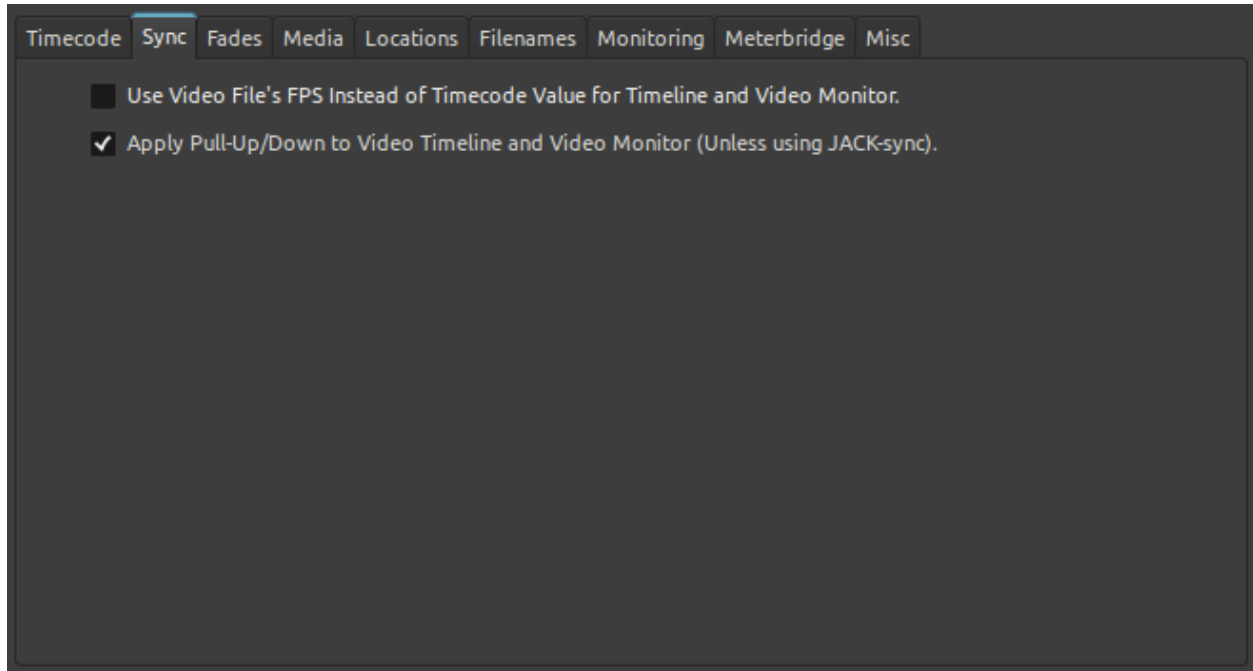 Timecode Sync Fades Media Locations Filenames Monitoring Meterbridge Misc
Use Video File's FPS Instead of Timecode Value for Timeline and Video Monitor.
Apply Pull-Up/Down to Video Timeline and Video Monitor (Unless using JACK-sync).